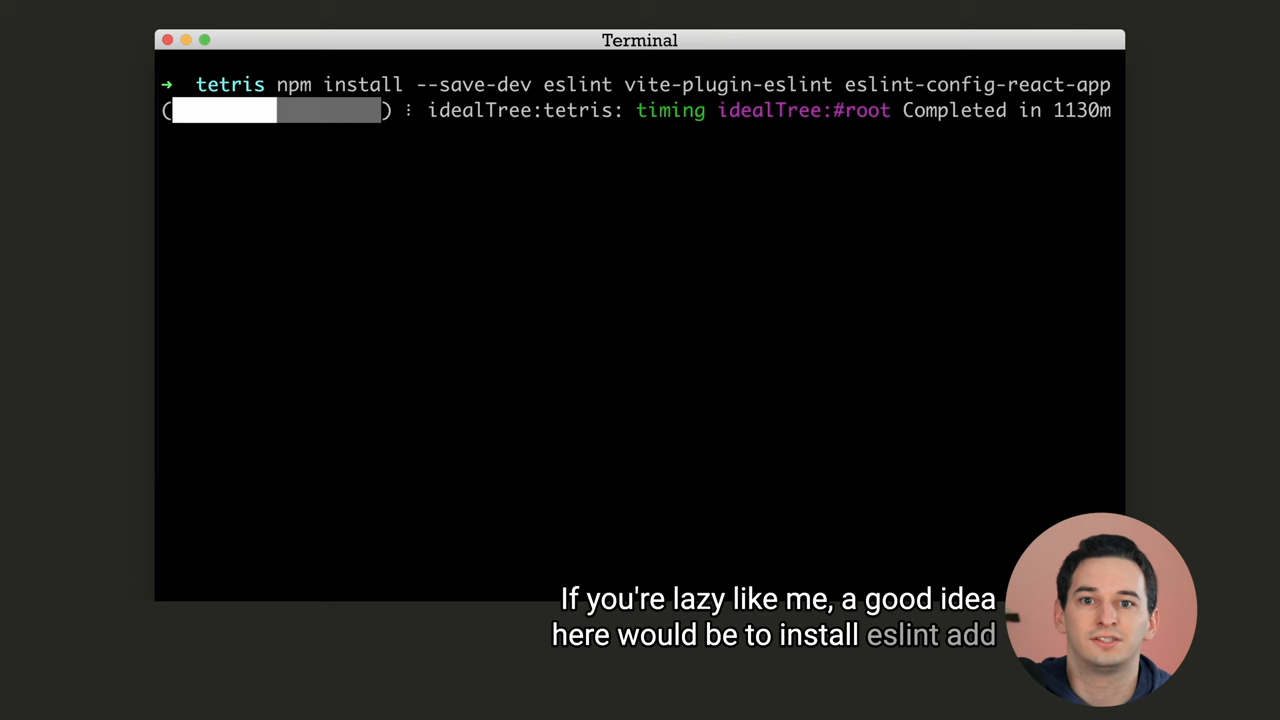 Terminal
➜ tetris npm install --save-dev eslint vite-plugin-eslint eslint-config-react-app
( ) ⸽ idealTree:tetris: timing idealTree:#root Completed in 1130m
If you're lazy like me, a good idea
here would be to install eslint add